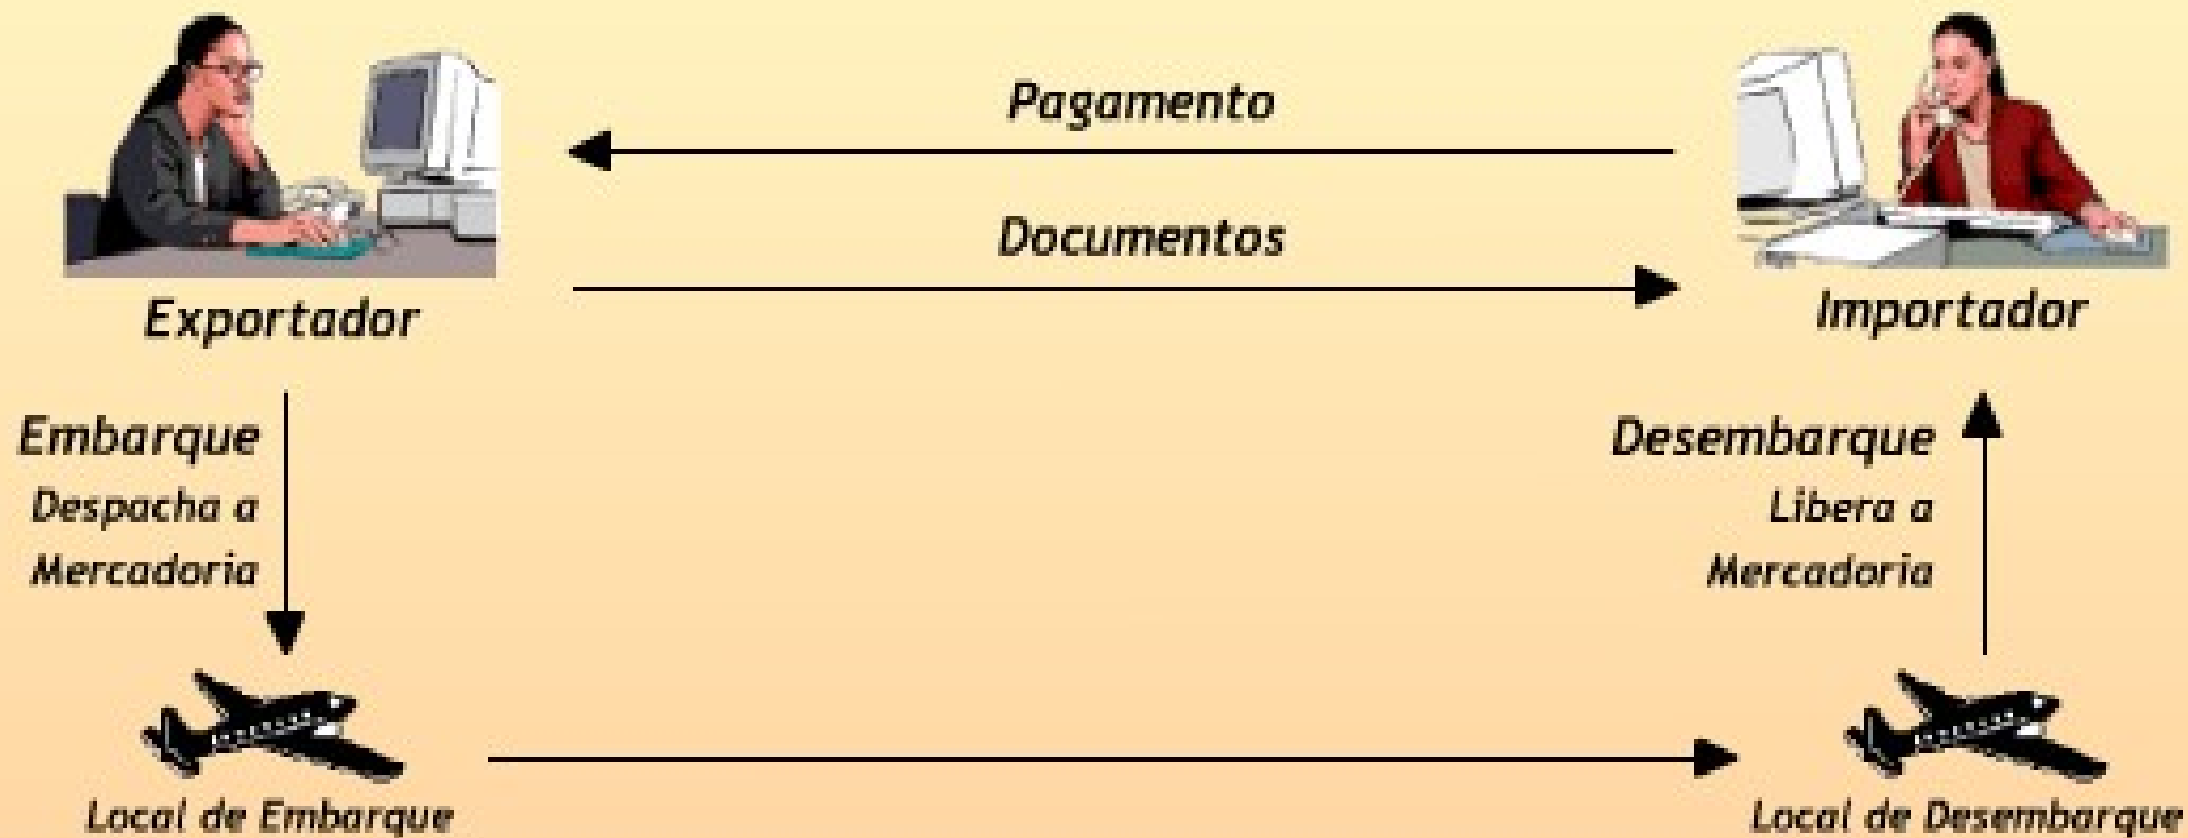 Pagamento
Documentos
Exportador
Importador
Embarque
Despacha a
Mercadoria
Desembarque
Libera a
Mercadoria
Local de Embarque
Local de Desembarque